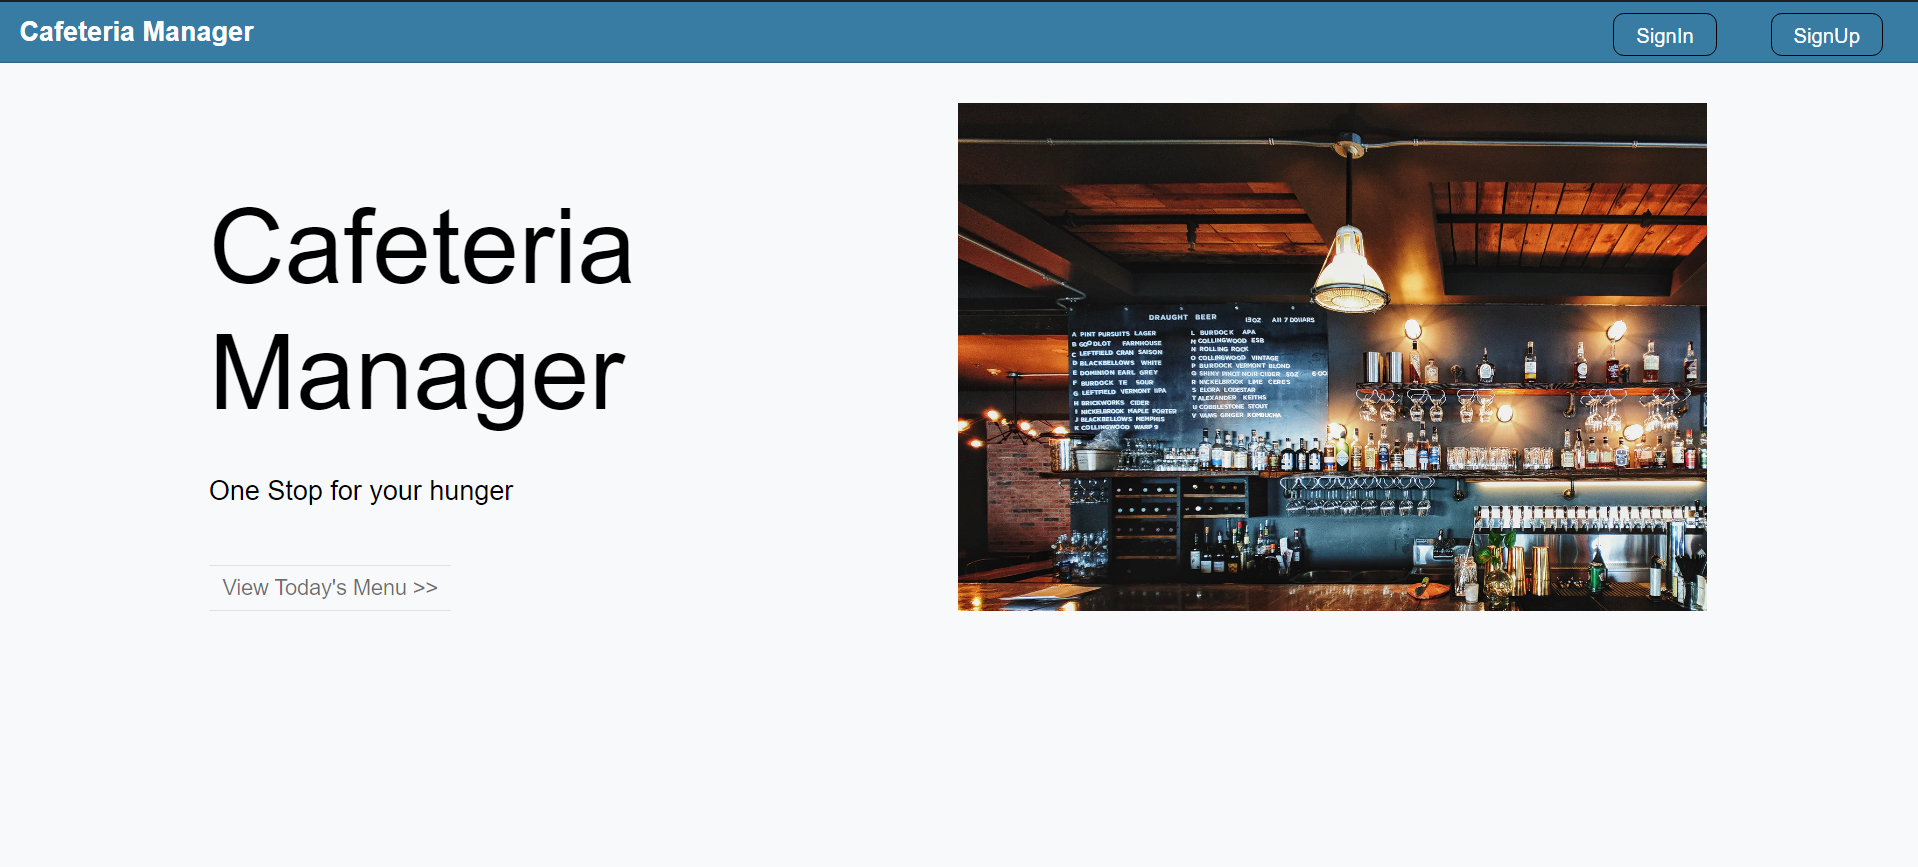 Cafeteria Manager
SignIn
SignUp
Cafeteria
Manager
One Stop for your hunger
View Today's Menu >>
DRAUGHT BEER
13OZ All 7 DOllARS
A PINT PURSUITS LAGER
B GOODLOT FARMHOUSE
C LEFTFIELD CRAN SAISON
D BLACKBELLOWS WHITE
E DOMINION EARL GREY
F BURDOCK TE SOUR
G LEFTFIELD VERMONT IIPA
H BRICKWORKS CIDER
I NICKELBROOK MAPLE PORTER
J BLACKBELLOWS MEMPHIS
K COLLINGWOOD WARP 9
L BURDOCK APA
M COLLINGWOOD ESB
N ROLLING ROCK
O COLLINGWOOD VINTAGE
P BURDOCK VERMONT BLOND
Q SHINY PINOT NOIR CIDER 5OZ 6 00
R NICKELBROOK LIME CERES
S ELORA LODESTAR
T ALEXANDER KEITHS
U COBBLESTONE STOUT
V VAMS GINGER KOMBUCHA